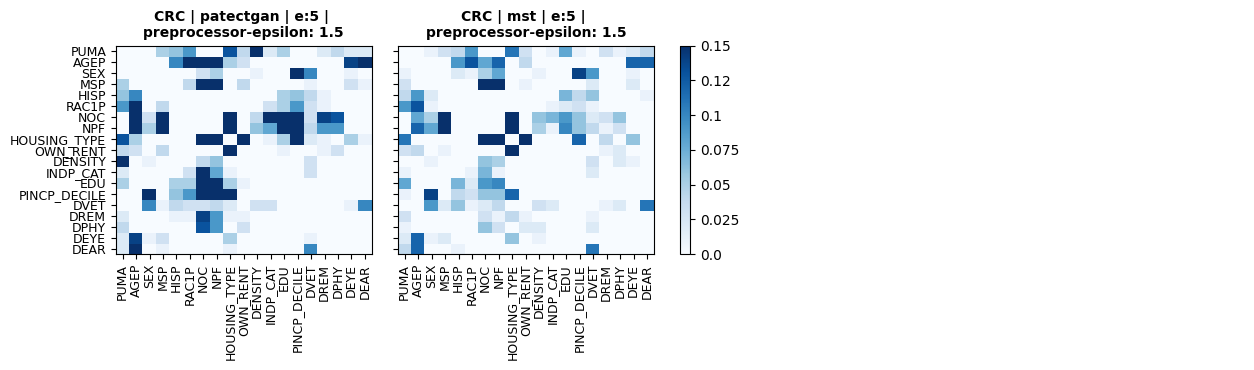 CRC | patectgan | e:5 |
preprocessor-epsilon: 1.5
CRC | mst | e:5 |
preprocessor-epsilon: 1.5
PUMA
AGEP
SEX
MSP
HISP
RAC1P
NOC
NPF
HOUSING_TYPE
OWN_RENT
DENSITY
INDP_CAT
EDU
PINCP_DECILE
DVET
DREM
DPHY
DEYE
DEAR
PUMA
AGEP
SEX
MSP
HISP
RAC1P
NOC
NPF
HOUSING_TYPE
OWN_RENT
DENSITY
INDP_CAT
EDU
PINCP_DECILE
DVET
DREM
DPHY
DEYE
DEAR
PUMA
AGEP
SEX
MSP
HISP
RAC1P
NOC
NPF
HOUSING_TYPE
OWN_RENT
DENSITY
INDP_CAT
EDU
PINCP_DECILE
DVET
DREM
DPHY
DEYE
DEAR
0.15
0.125
0.1
0.075
0.05
0.025
0.0